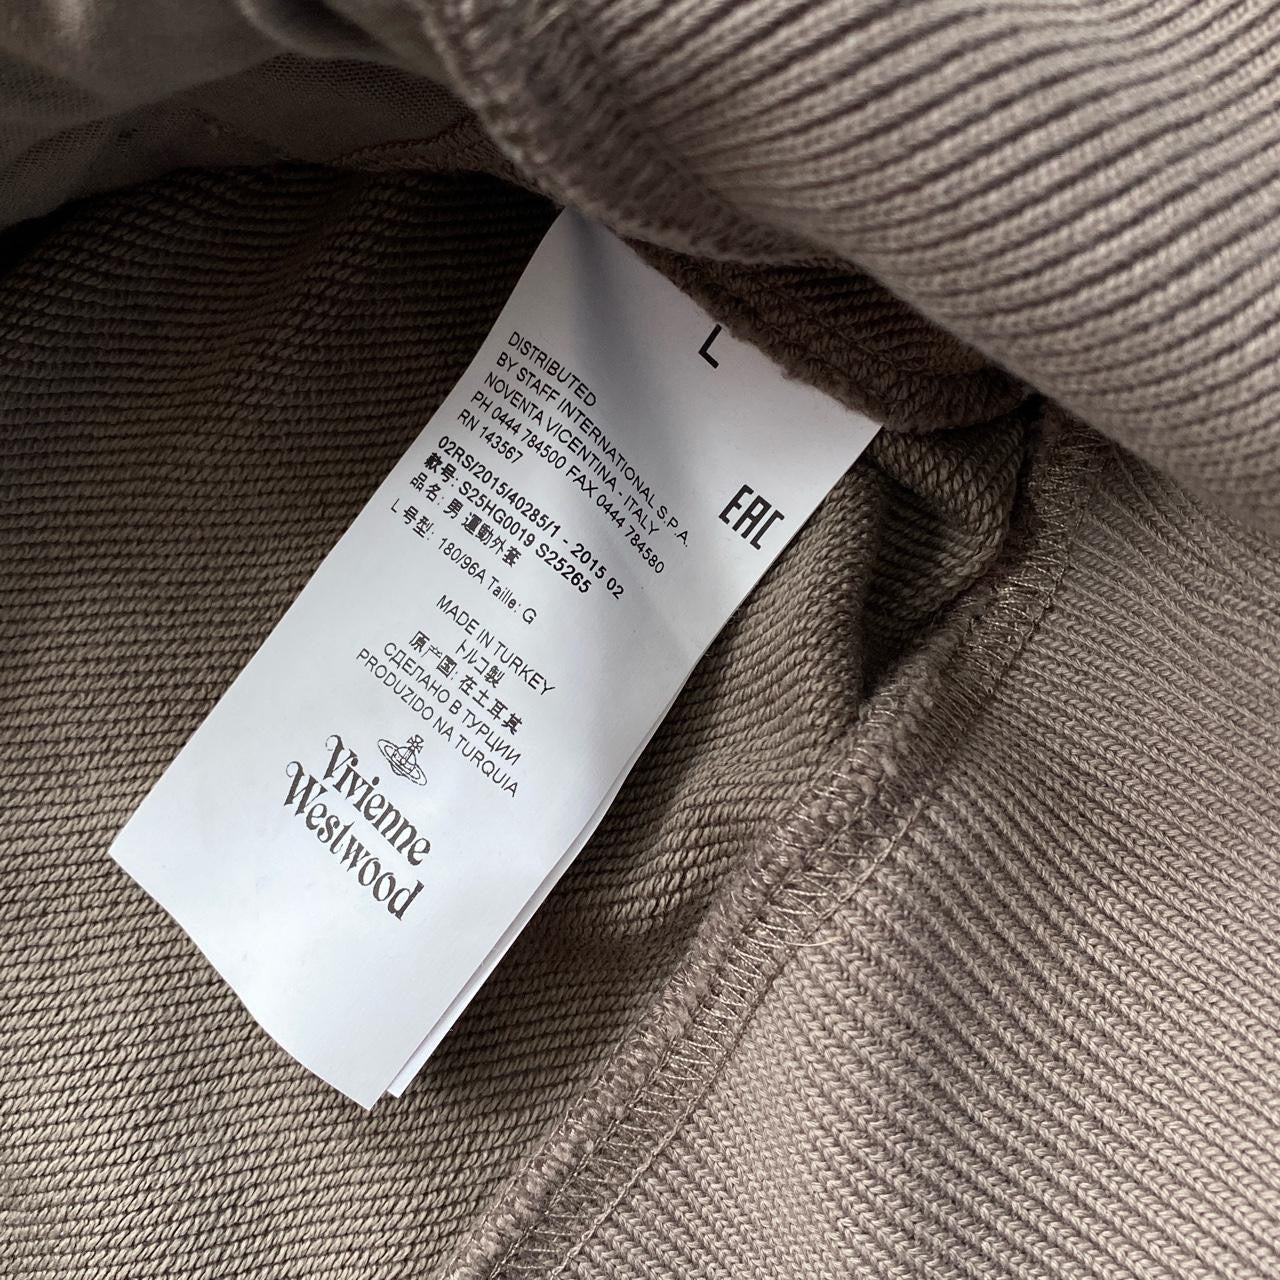 L
DISTRIBUTED
BY STAFF INTERNATIONAL S.P.A.
NOVENTA VICENTINA - ITALY
PH 0444 784500 FAX 0444 784580
RN 143567
EAC
02RS/2015/40285/1 - 2015 02
款号: S25HG0019 S25265
品名: 男 運動外套
L 号型: 180/96A Taille: G
MADE IN TURKEY
トルコ製
原产国: 在土耳其
СДЕЛАНО В ТУРЦИИ
PRODUZIDO NA TURQUIA
Vivienne
Westwood